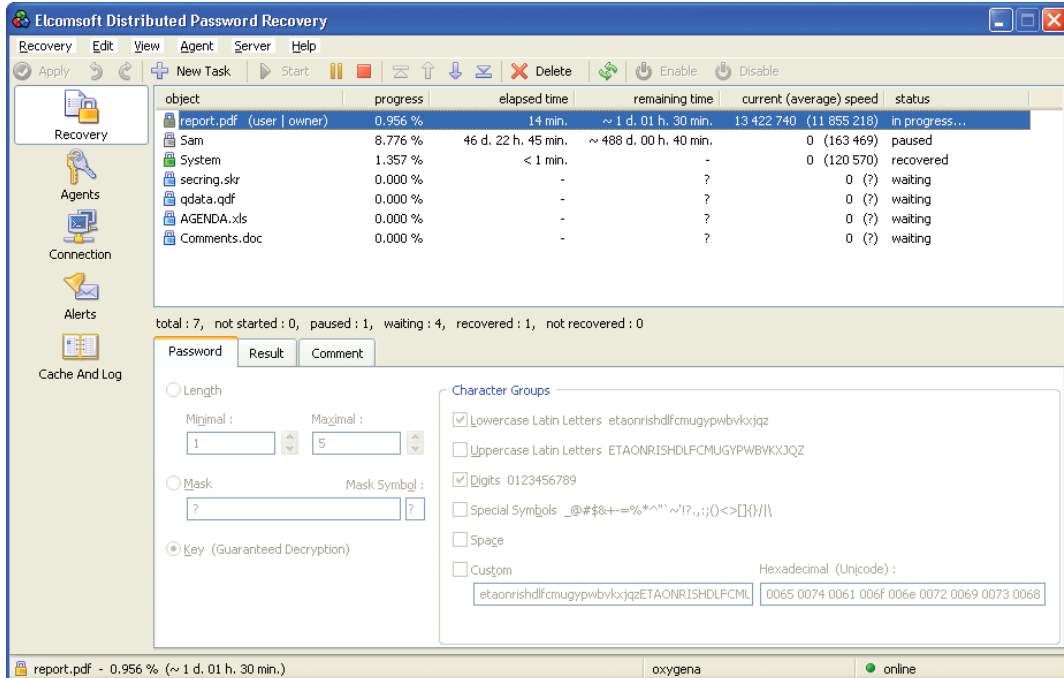 Elcomsoft Distributed Password Recovery
Recovery Edit View Agent Server Help
Apply New Task Start Delete Enable Disable
object progress elapsed time remaining time current (average) speed status
report.pdf (user | owner) 0.956 % 14 min. ~ 1 d. 01 h. 30 min. 13 422 740 (11 855 218) in progress...
Sam 8.776 % 46 d. 22 h. 45 min. ~ 488 d. 00 h. 40 min. 0 (163 469) paused
System 1.357 % < 1 min. - 0 (120 570) recovered
secring.skr 0.000 % - ? 0 (?) waiting
qdata.qdf 0.000 % - ? 0 (?) waiting
AGENDA.xls 0.000 % - ? 0 (?) waiting
Comments.doc 0.000 % - ? 0 (?) waiting
Recovery
Agents
Connection
Alerts
Cache And Log
total : 7, not started : 0, paused : 1, waiting : 4, recovered : 1, not recovered : 0
Password Result Comment
Length
Minimal : Maximal :
1 5
Mask Mask Symbol :
? ?
Key (Guaranteed Decryption)
Character Groups
Lowercase Latin Letters etaonrishdlfcmugypwbvkxjqz
Uppercase Latin Letters ETAONRISHDLFCMUGYPWBVKXJQZ
Digits 0123456789
Special Symbols _@#$&+-=%*^"`~'!?.,:;()<>[]{}/|\
Space
Custom Hexadecimal (Unicode) :
etaonrishdlfcmugypwbvkxjqzETAONRISHDLFCMU 0065 0074 0061 006f 006e 0072 0069 0073 0068
report.pdf - 0.956 % (~ 1 d. 01 h. 30 min.) oxygena online